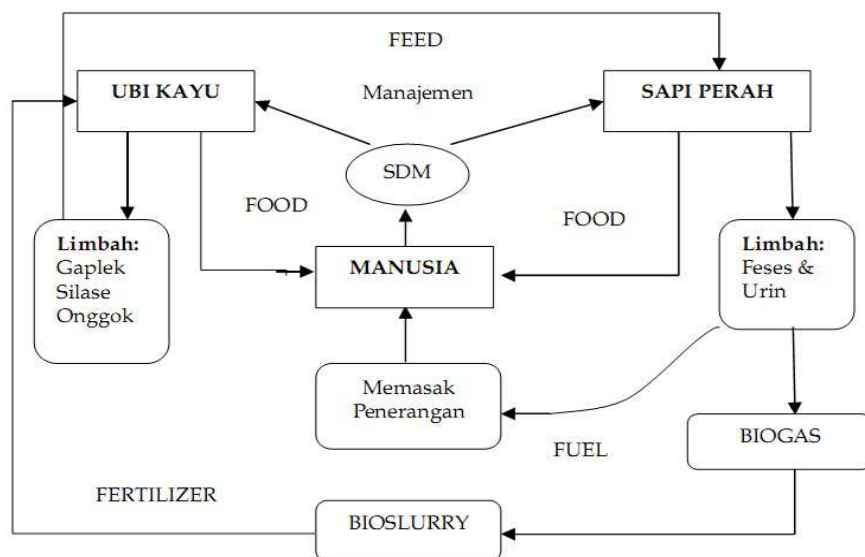 FEED
UBI KAYU
Manajemen
SAPI PERAH
SDM
FOOD
FOOD
Limbah:
Gaplek
Silase
Onggok
MANUSIA
Limbah:
Feses &
Urin
Memasak
Penerangan
BIOGAS
FUEL
FERTILIZER
BIOSLURRY